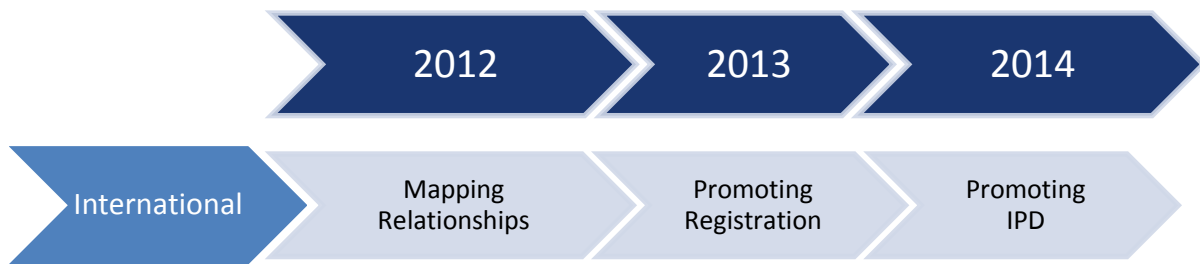 2012
2013
2014
International
Mapping
Relationships
Promoting
Registration
Promoting
IPD